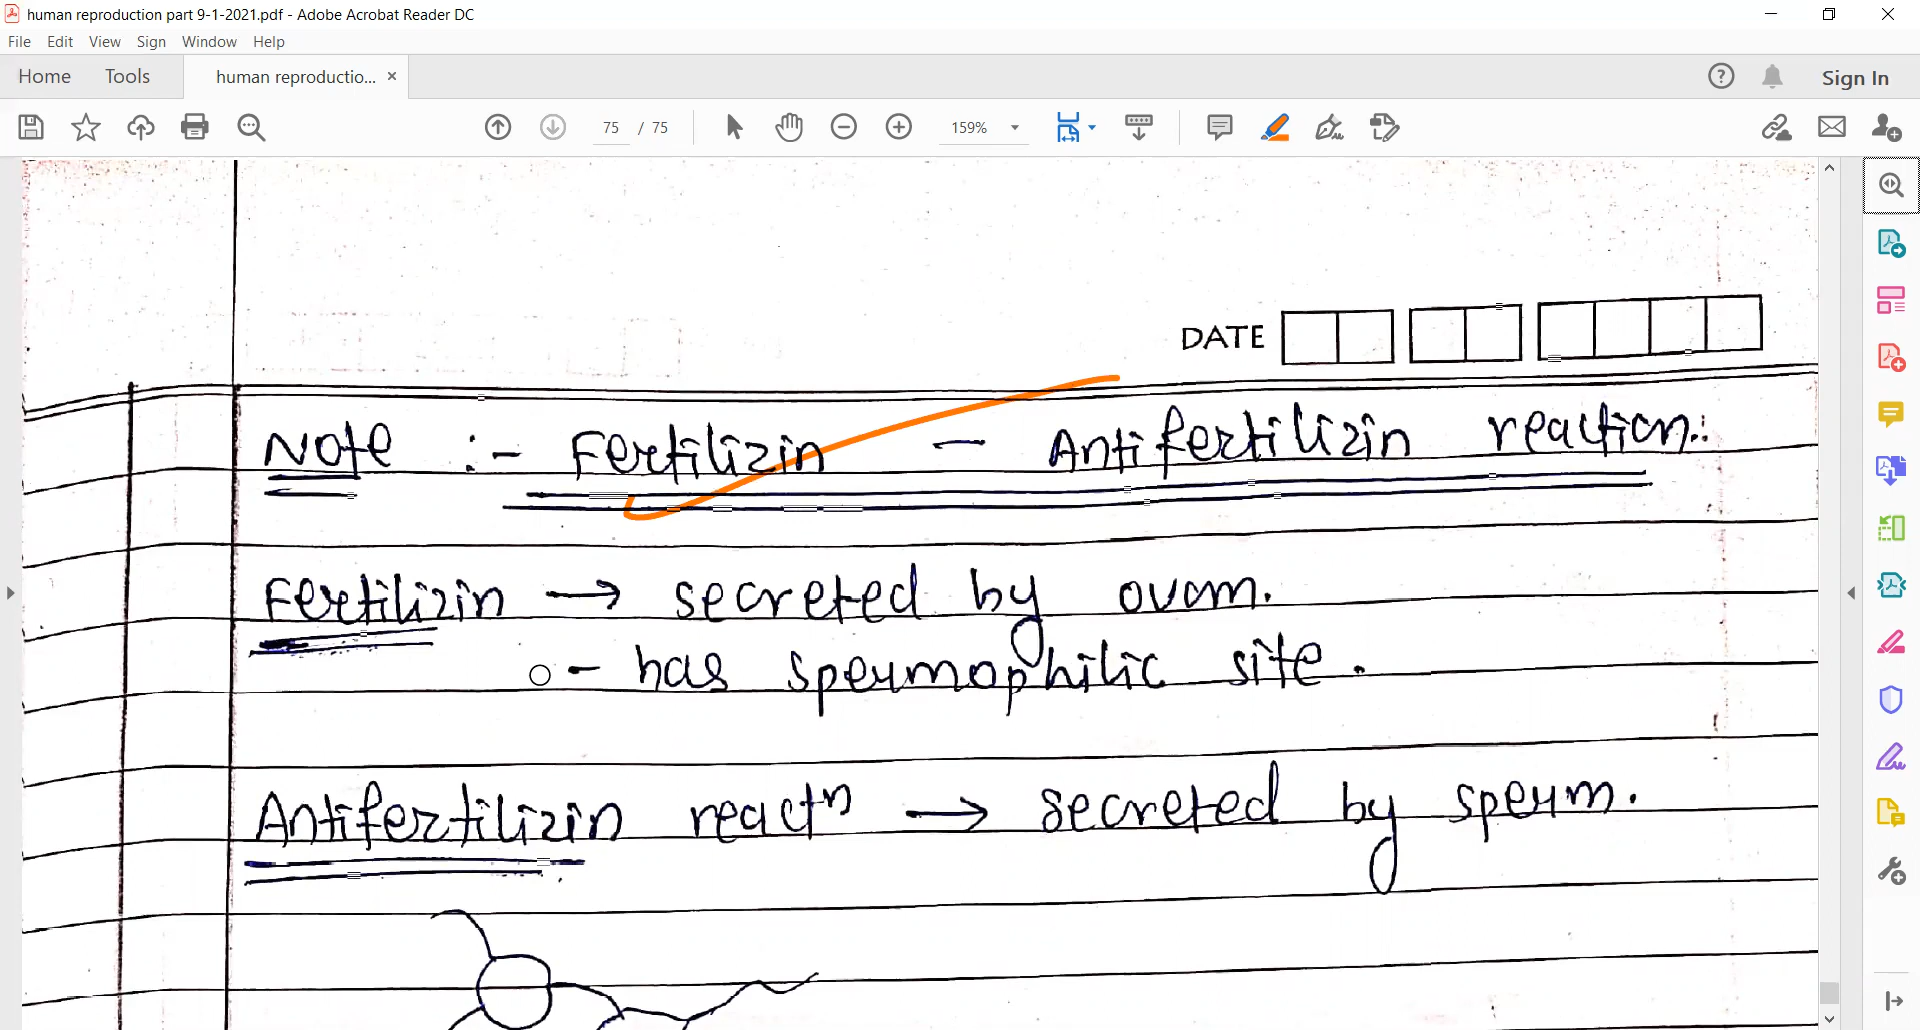 human reproduction part 9-1-2021.pdf - Adobe Acrobat Reader DC
File Edit View Sign Window Help
Home Tools human reproductio... × Sign In
75 / 75 159%
DATE
Note :- Fertilizin - Antifertilizin reaction:
Fertilizin → secreted by ovam.
- has spermophilic site.
Antifertilizin reactn → secreted by sperm.